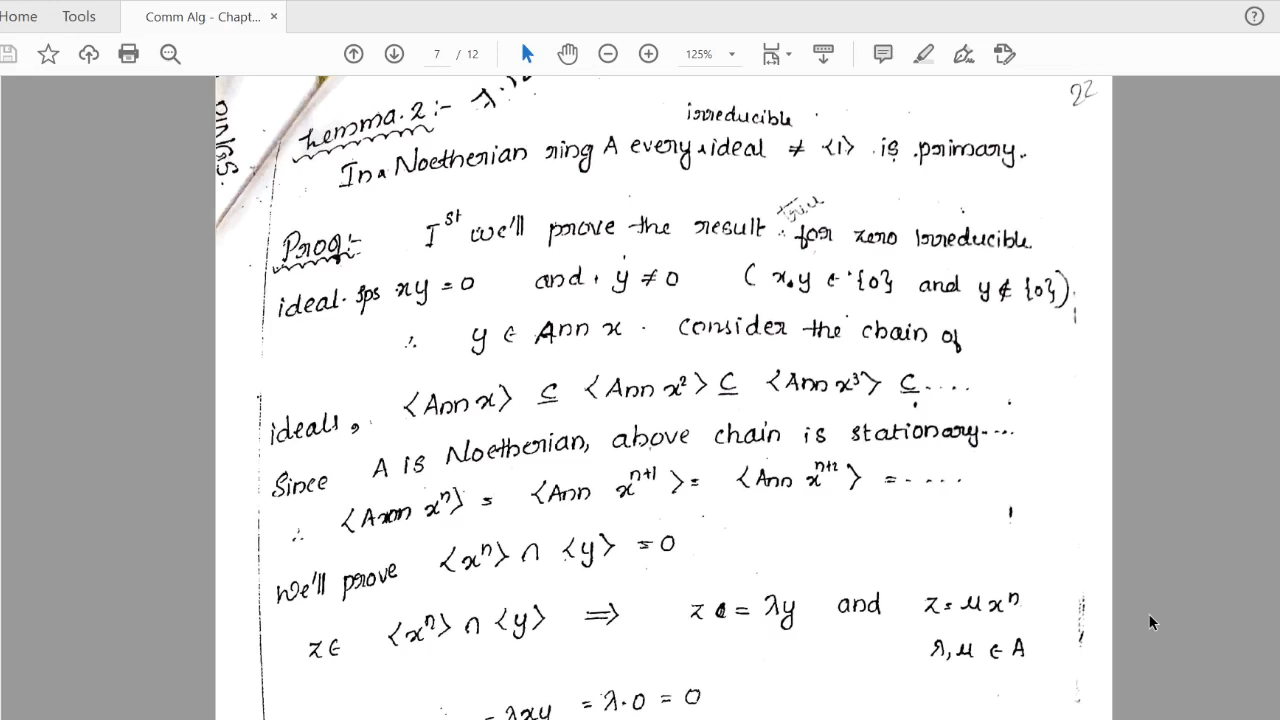 Home Tools Comm Alg - Chapt... ×
7 / 12 125%
22
Lemma.2:-
irreducible
In a Noetherian ring A every ideal ≠ <1> is primary.
true
Proof:- Ist we'll prove the result for zero irreducible
ideal. sps xy = 0 and y ≠ 0 (x.y ∈ {0} and y ∉ {0})
∴ y ∈ Ann x . consider the chain of
ideals, <Ann x> ⊆ <Ann x²> ⊆ <Ann x³> ⊆ ....
Since A is Noetherian, above chain is stationary....
∴ <Ann xⁿ> = <Ann xⁿ⁺¹> = <Ann xⁿ⁺²> = .....
We'll prove <xⁿ> ∩ <y> = 0
z ∈ <xⁿ> ∩ <y> ⟹ z = λy and z = μxⁿ
λ, μ ∈ A
= λxy = λ·0 = 0